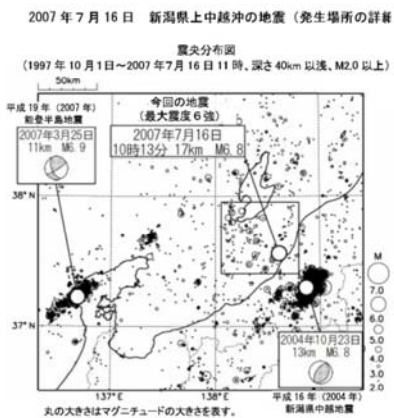 2007年7月16日 新潟県上中越沖の地震（発生場所の詳細
震央分布図
（1997年10月1日～2007年7月16日11時、深さ40km以浅、M2.0以上）
50km
平成19年（2007年）
能登半島地震
2007年3月25日
11km M6.9
今回の地震
（最大震度6強）
2007年7月16日
10時13分 17km M6.8
38°N
37°N
M
7.0
6.0
5.0
4.0
3.0
2.0
2004年10月23日
13km M6.8
137°E
138°E
平成16年（2004年）
新潟県中越地震
丸の大きさはマグニチュードの大きさを表す。